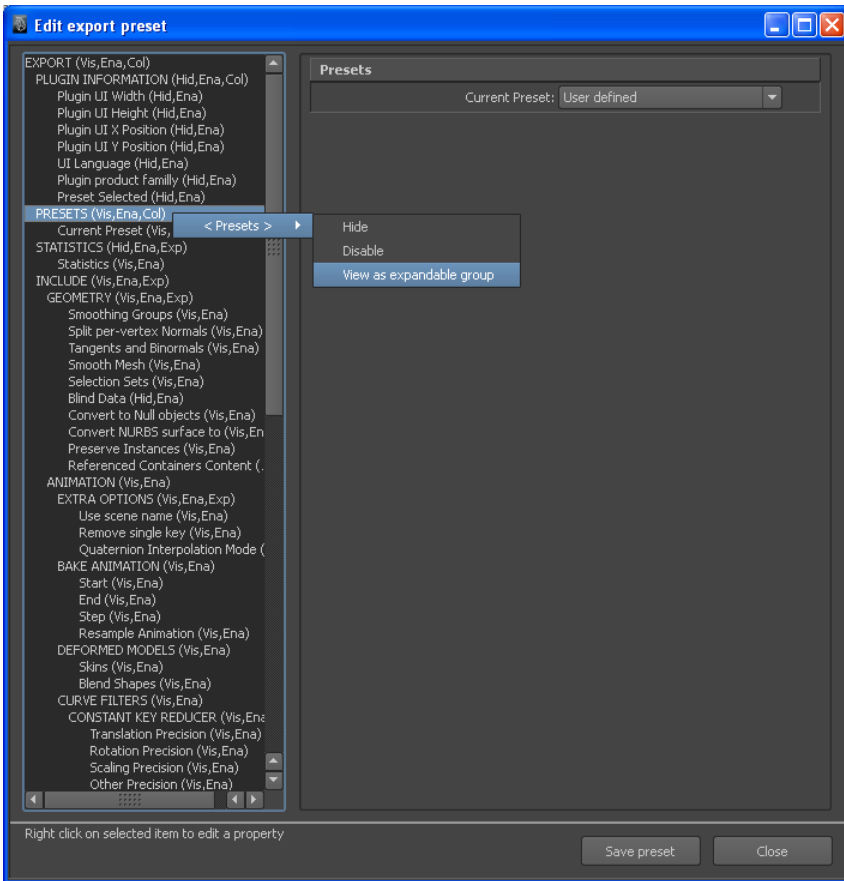 Edit export preset
EXPORT (Vis,Ena,Col)
PLUGIN INFORMATION (Hid,Ena,Col)
Plugin UI Width (Hid,Ena)
Plugin UI Height (Hid,Ena)
Plugin UI X Position (Hid,Ena)
Plugin UI Y Position (Hid,Ena)
UI Language (Hid,Ena)
Plugin product familly (Hid,Ena)
Preset Selected (Hid,Ena)
PRESETS (Vis,Ena,Col)
Current Preset (Vis,
STATISTICS (Hid,Ena,Exp)
Statistics (Vis,Ena)
INCLUDE (Vis,Ena,Exp)
GEOMETRY (Vis,Ena,Exp)
Smoothing Groups (Vis,Ena)
Split per-vertex Normals (Vis,Ena)
Tangents and Binormals (Vis,Ena)
Smooth Mesh (Vis,Ena)
Selection Sets (Vis,Ena)
Blind Data (Hid,Ena)
Convert to Null objects (Vis,Ena)
Convert NURBS surface to (Vis,En
Preserve Instances (Vis,Ena)
Referenced Containers Content (.
ANIMATION (Vis,Ena)
EXTRA OPTIONS (Vis,Ena,Exp)
Use scene name (Vis,Ena)
Remove single key (Vis,Ena)
Quaternion Interpolation Mode (
BAKE ANIMATION (Vis,Ena)
Start (Vis,Ena)
End (Vis,Ena)
Step (Vis,Ena)
Resample Animation (Vis,Ena)
DEFORMED MODELS (Vis,Ena)
Skins (Vis,Ena)
Blend Shapes (Vis,Ena)
CURVE FILTERS (Vis,Ena)
CONSTANT KEY REDUCER (Vis,Ena
Translation Precision (Vis,Ena)
Rotation Precision (Vis,Ena)
Scaling Precision (Vis,Ena)
Other Precision (Vis,Ena)
< Presets >
Hide
Disable
View as expandable group
Presets
Current Preset: User defined
Right click on selected item to edit a property
Save preset
Close